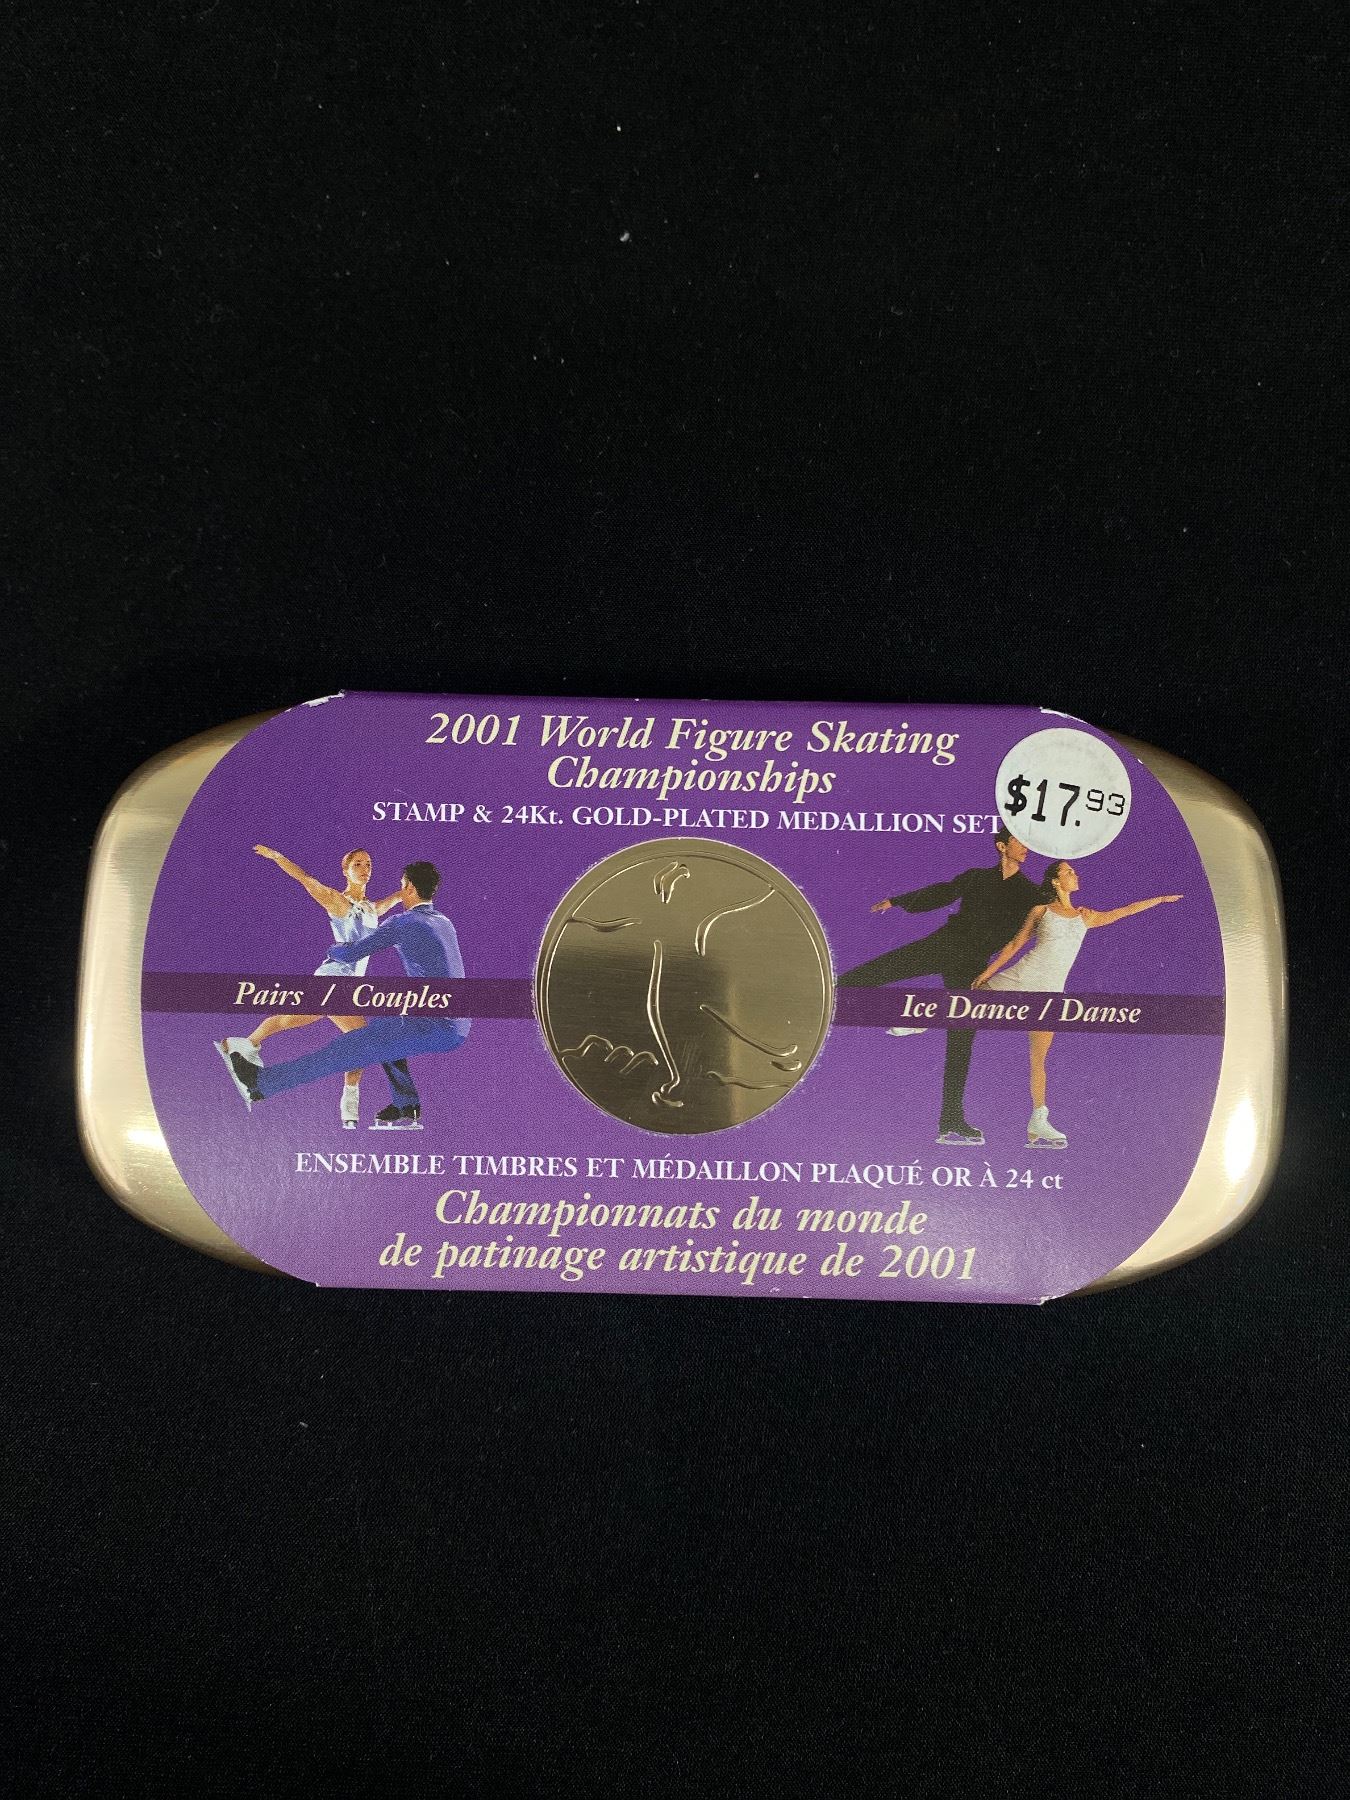 2001 World Figure Skating
Championships
STAMP & 24Kt. GOLD-PLATED MEDALLION SET
$17.93
Pairs / Couples
Ice Dance / Danse
ENSEMBLE TIMBRES ET MÉDAILLON PLAQUÉ OR À 24 ct
Championnats du monde
de patinage artistique de 2001